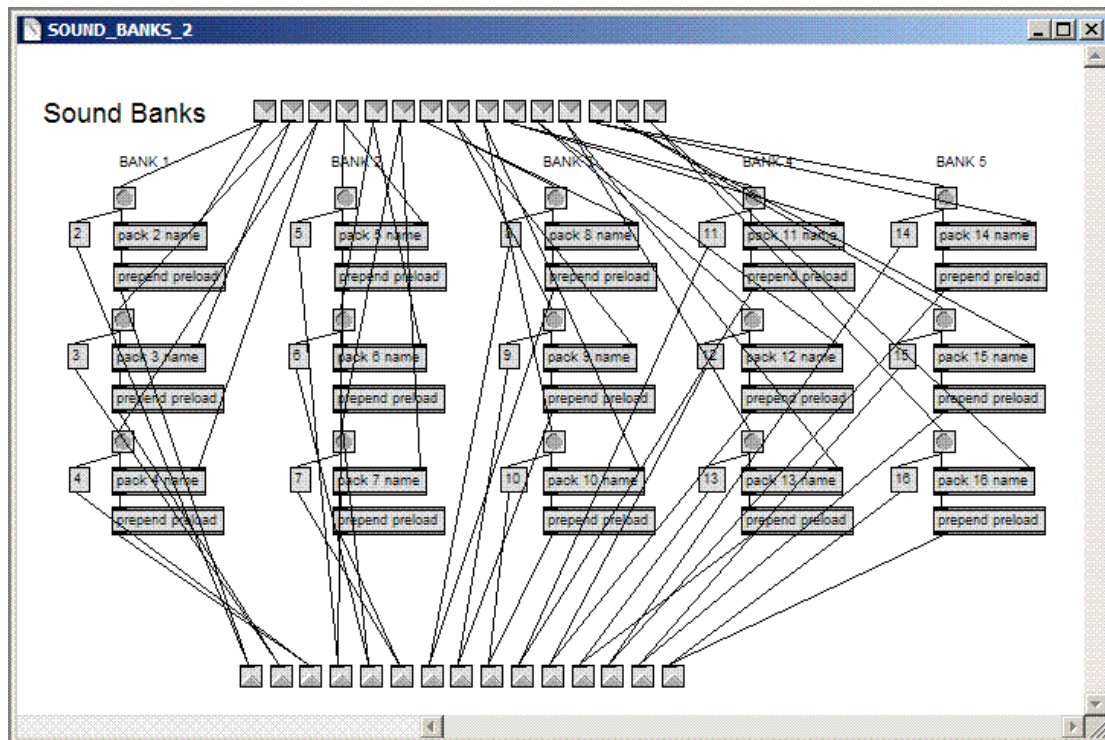 SOUND_BANKS_2
Sound Banks
BANK 1 BANK 2 BANK 3 BANK 4 BANK 5
2 pack 2 name 5 pack 5 name 8 pack 8 name 11 pack 11 name 14 pack 14 name
prepend preload prepend preload prepend preload prepend preload prepend preload
3 pack 3 name 6 pack 6 name 9 pack 9 name 12 pack 12 name 15 pack 15 name
prepend preload prepend preload prepend preload prepend preload prepend preload
4 pack 4 name 7 pack 7 name 10 pack 10 name 13 pack 13 name 16 pack 16 name
prepend preload prepend preload prepend preload prepend preload prepend preload